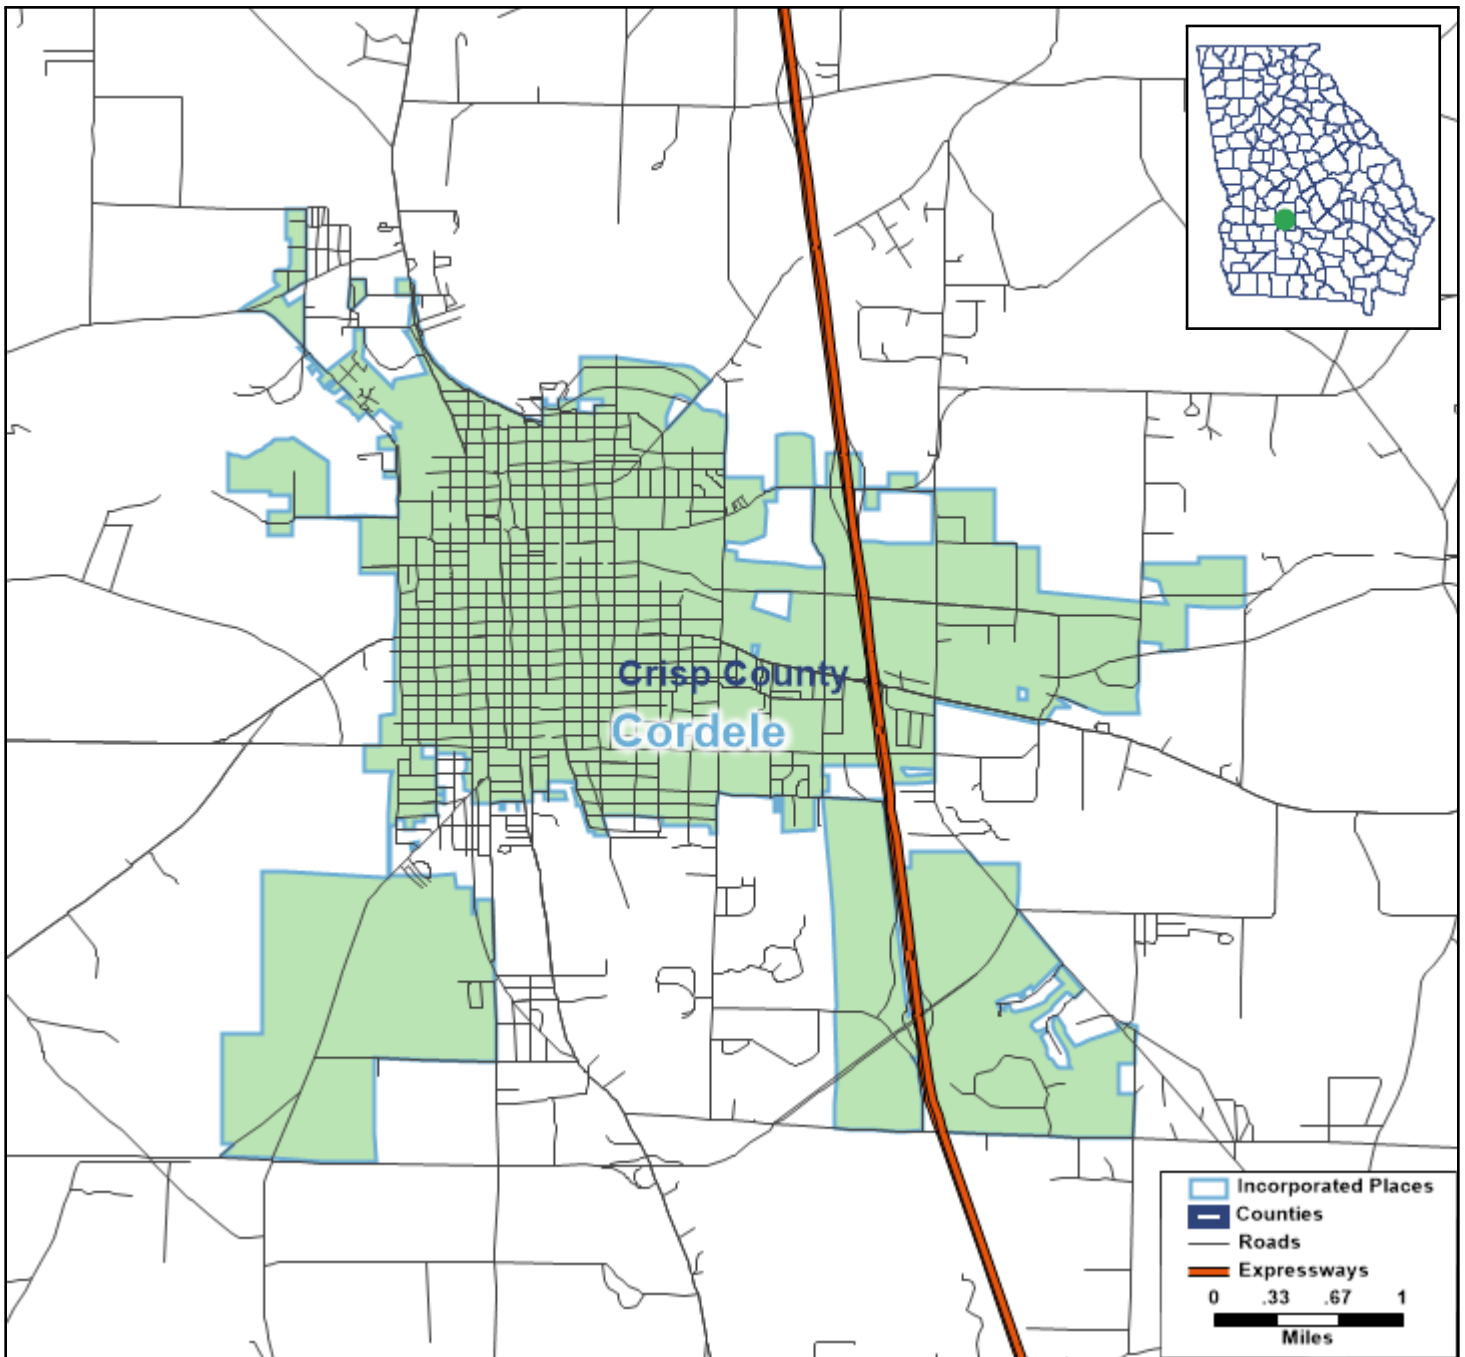 Crisp County
Cordele
Incorporated Places
Counties
Roads
Expressways
0 .33 .67 1
Miles